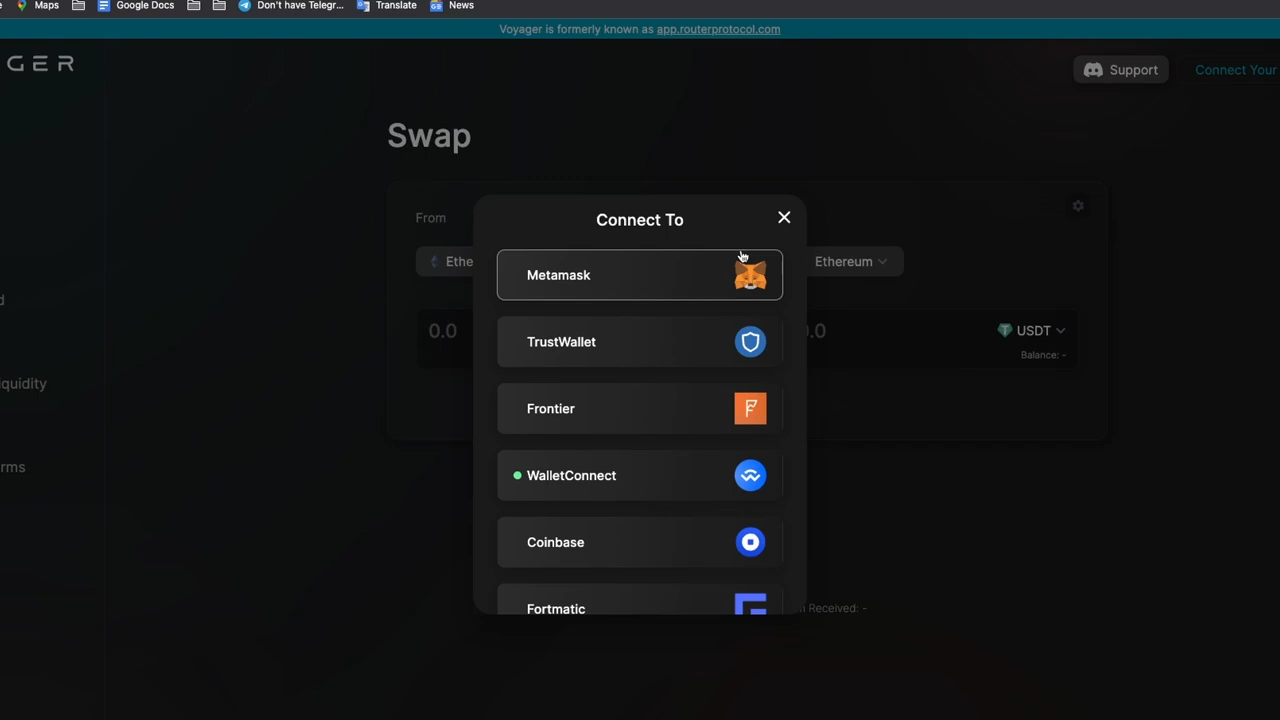 Maps
Google Docs
Don't have Telegr...
Translate
News
Voyager is formerly known as app.routerprotocol.com
GER
Support
Connect Your
Swap
From
Connect To
Ethe
Metamask
Ethereum
0.0
TrustWallet
.0
USDT
Balance: -
iquidity
Frontier
rms
WalletConnect
Coinbase
Fortmatic
Received: -